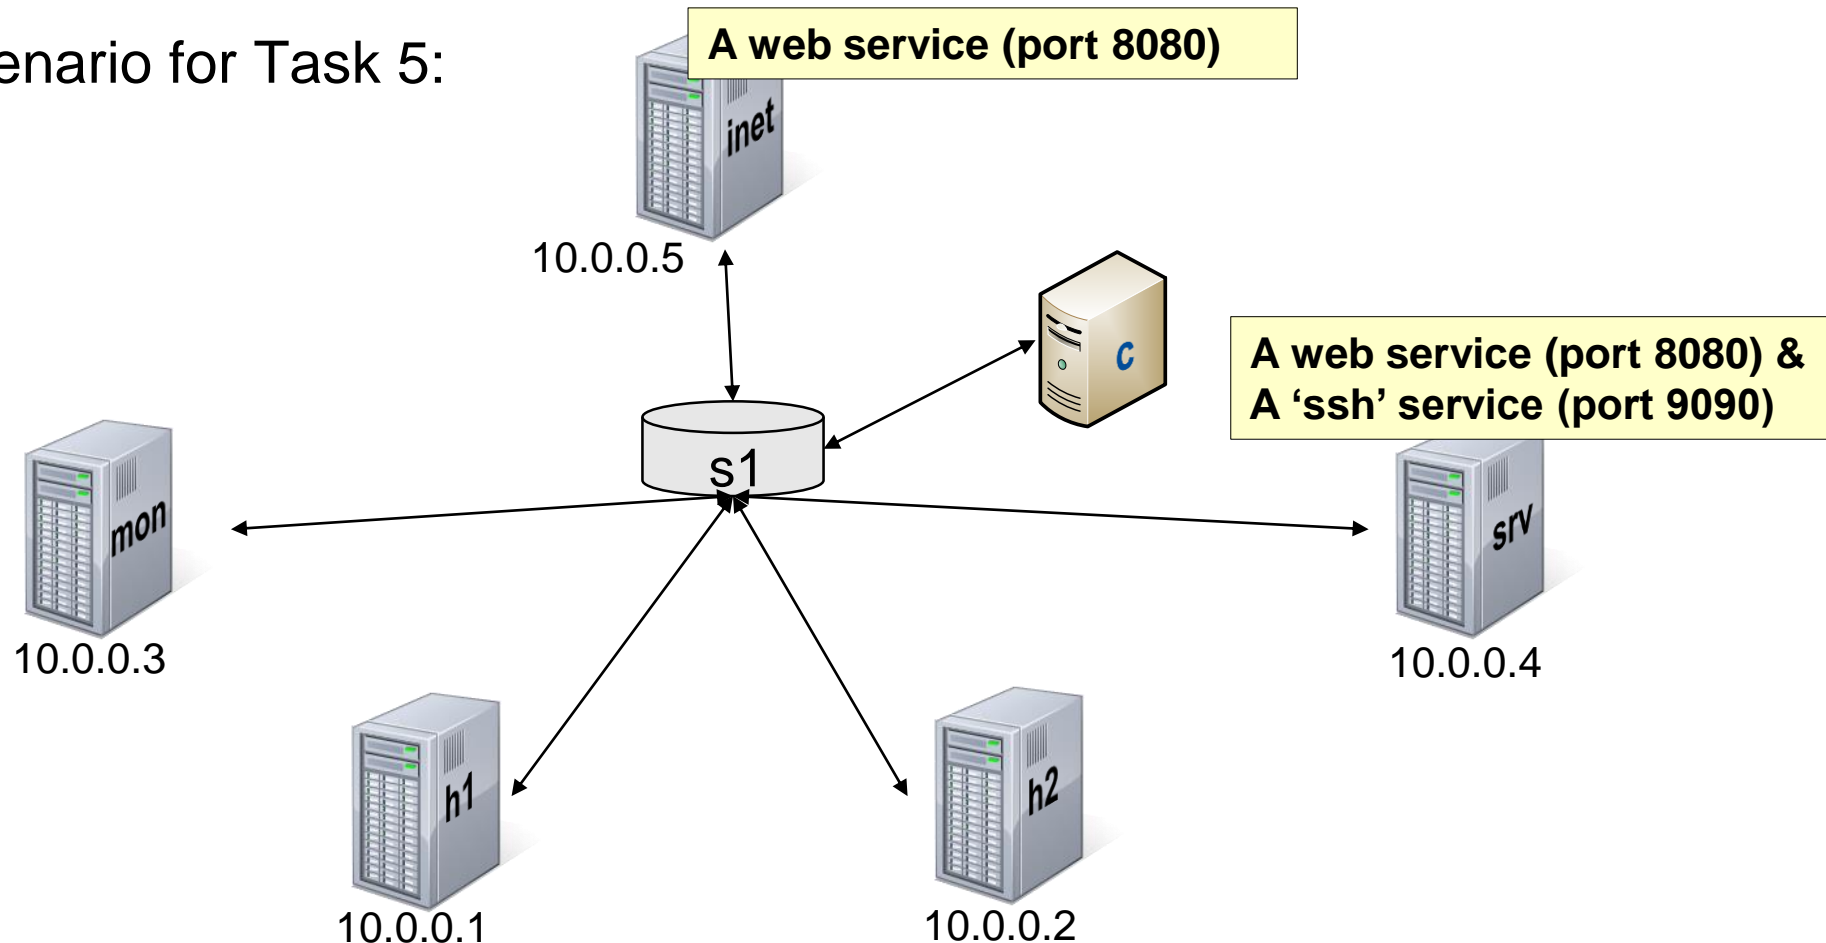 enario for Task 5:
A web service (port 8080)
inet
10.0.0.5
c
A web service (port 8080) &
A ‘ssh’ service (port 9090)
s1
mon
srv
10.0.0.3
10.0.0.4
h1
h2
10.0.0.1
10.0.0.2